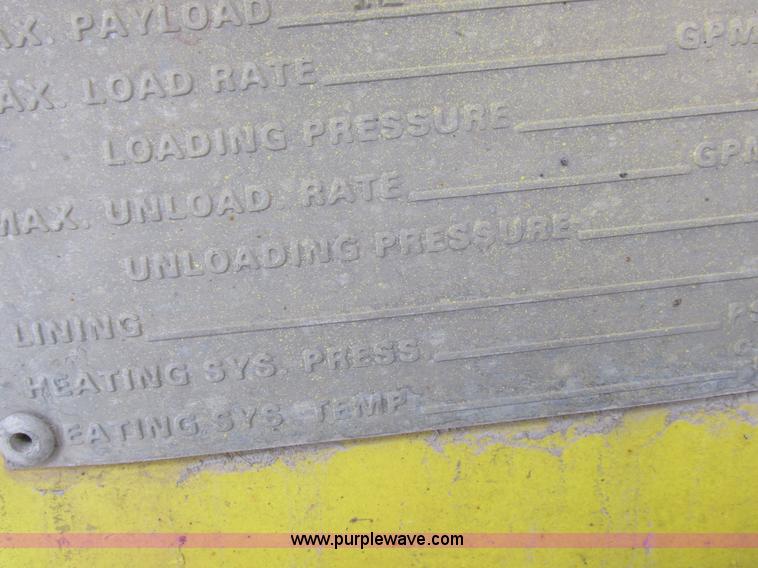 AX. PAYLOAD
AX. LOAD RATE GPM
LOADING PRESSURE
MAX. UNLOAD RATE GPM
UNLOADING PRESSURE
LINING
HEATING SYS. PRESS. PS
EATING SYS. TEMP.
www.purplewave.com